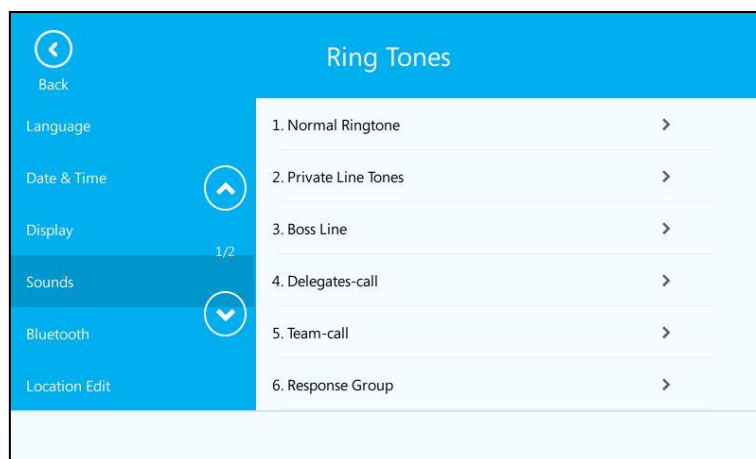 Back
Ring Tones
Language
Date & Time
Display
1/2
Sounds
Bluetooth
Location Edit
1. Normal Ringtone
2. Private Line Tones
3. Boss Line
4. Delegates-call
5. Team-call
6. Response Group